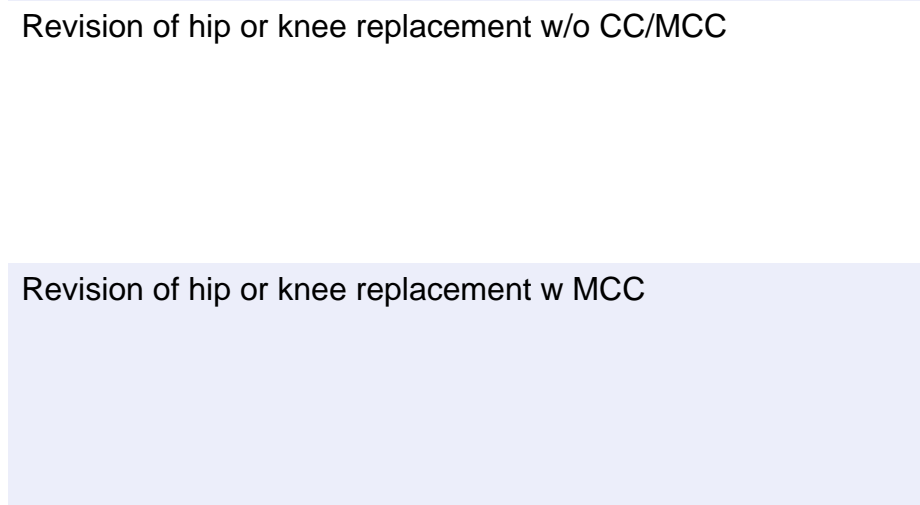 Revision of hip or knee replacement w/o CC/MCC
Revision of hip or knee replacement w MCC